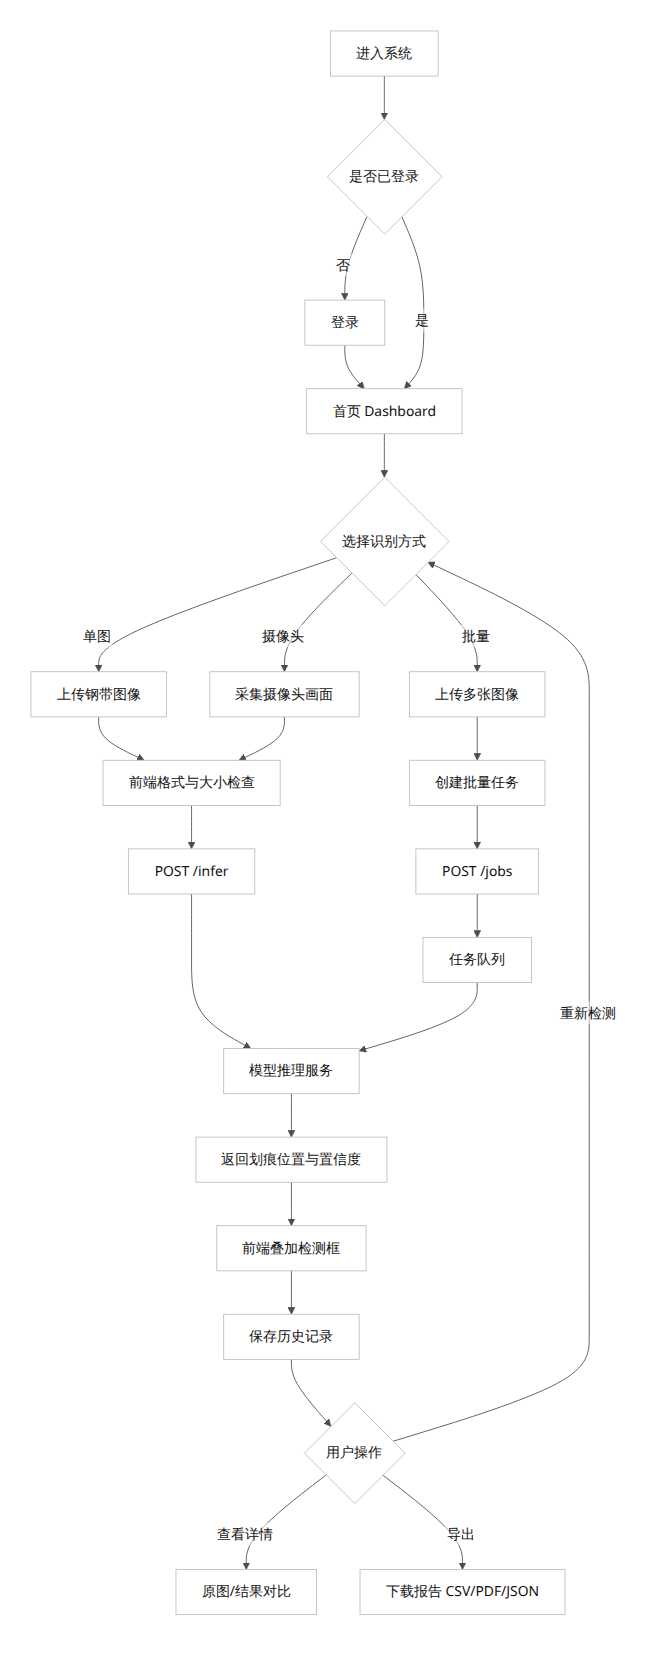 进入系统
是否已登录
否
登录
是
首页 Dashboard
选择识别方式
单图
摄像头
批量
上传钢带图像
采集摄像头画面
上传多张图像
前端格式与大小检查
创建批量任务
POST /infer
POST /jobs
任务队列
重新检测
模型推理服务
返回划痕位置与置信度
前端叠加检测框
保存历史记录
用户操作
查看详情
导出
原图/结果对比
下载报告 CSV/PDF/JSON